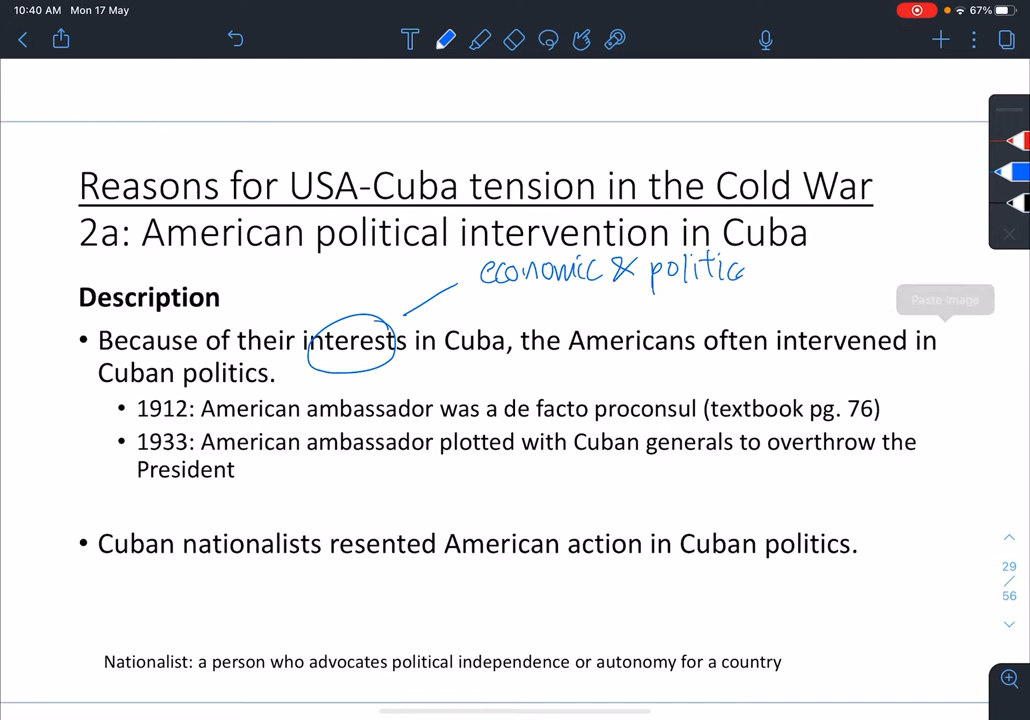 10:40 AM Mon 17 May
67%
Reasons for USA-Cuba tension in the Cold War
2a: American political intervention in Cuba
economic & politic
Description
Paste Image
• Because of their interests in Cuba, the Americans often intervened in
Cuban politics.
• 1912: American ambassador was a de facto proconsul (textbook pg. 76)
• 1933: American ambassador plotted with Cuban generals to overthrow the
President
• Cuban nationalists resented American action in Cuban politics.
29
/
56
Nationalist: a person who advocates political independence or autonomy for a country